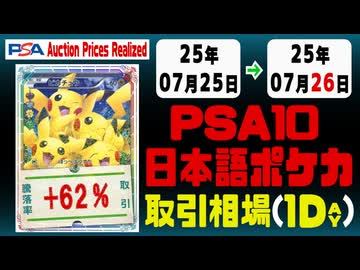 PSA Auction Prices Realized
25年
07月25日
25年
07月26日
PSA10
日本語ポケカ
取引相場(1D)
騰落率
+62%
取引